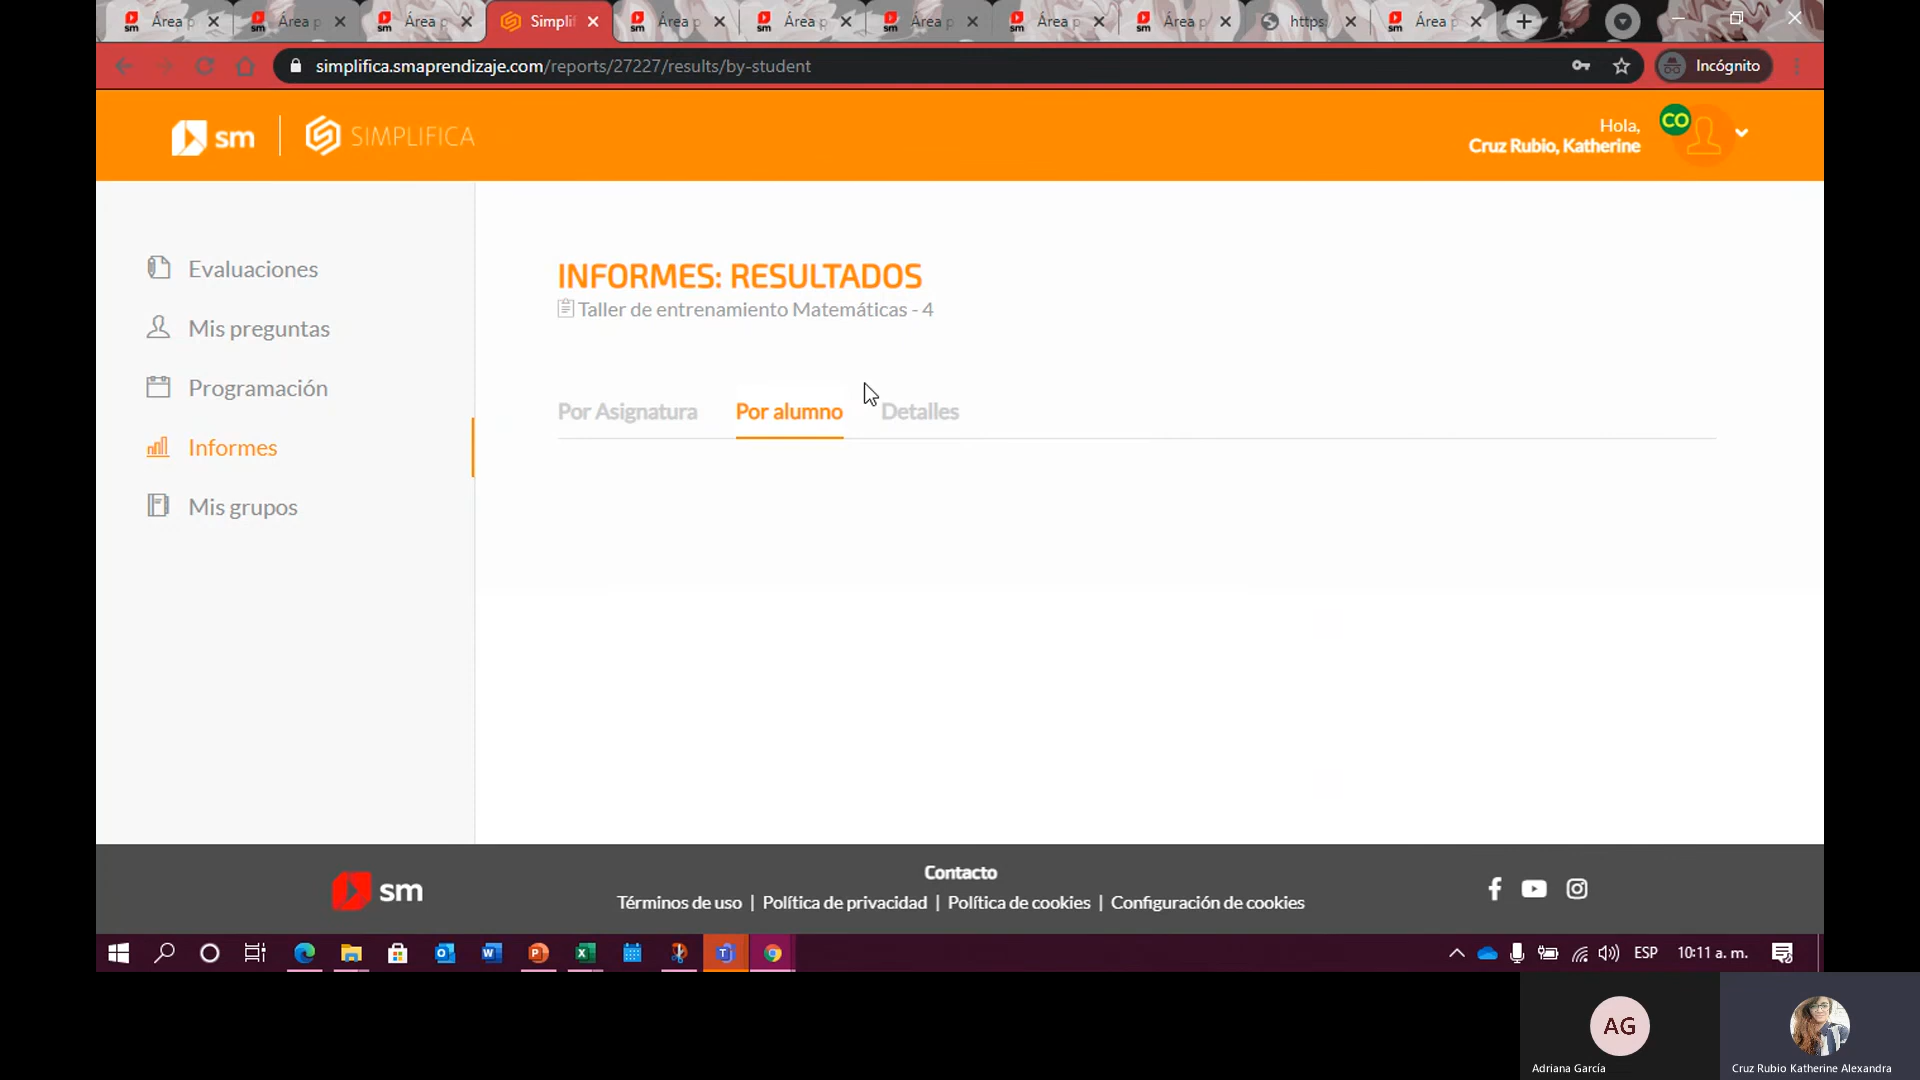 Área p
Área p
Área p
Simplif
Área p
Área p
Área p
Área p
Área p
https:
Área p
simplifica.smaprendizaje.com/reports/27227/results/by-student
Incógnito
sm
SIMPLIFICA
Hola,
Cruz Rubio, Katherine
CO
Evaluaciones
Mis preguntas
Programación
Informes
Mis grupos
INFORMES: RESULTADOS
Taller de entrenamiento Matemáticas - 4
Por Asignatura
Por alumno
Detalles
sm
Contacto
Términos de uso | Política de privacidad | Política de cookies | Configuración de cookies
ESP
10:11 a. m.
AG
Adriana García
Cruz Rubio Katherine Alexandra